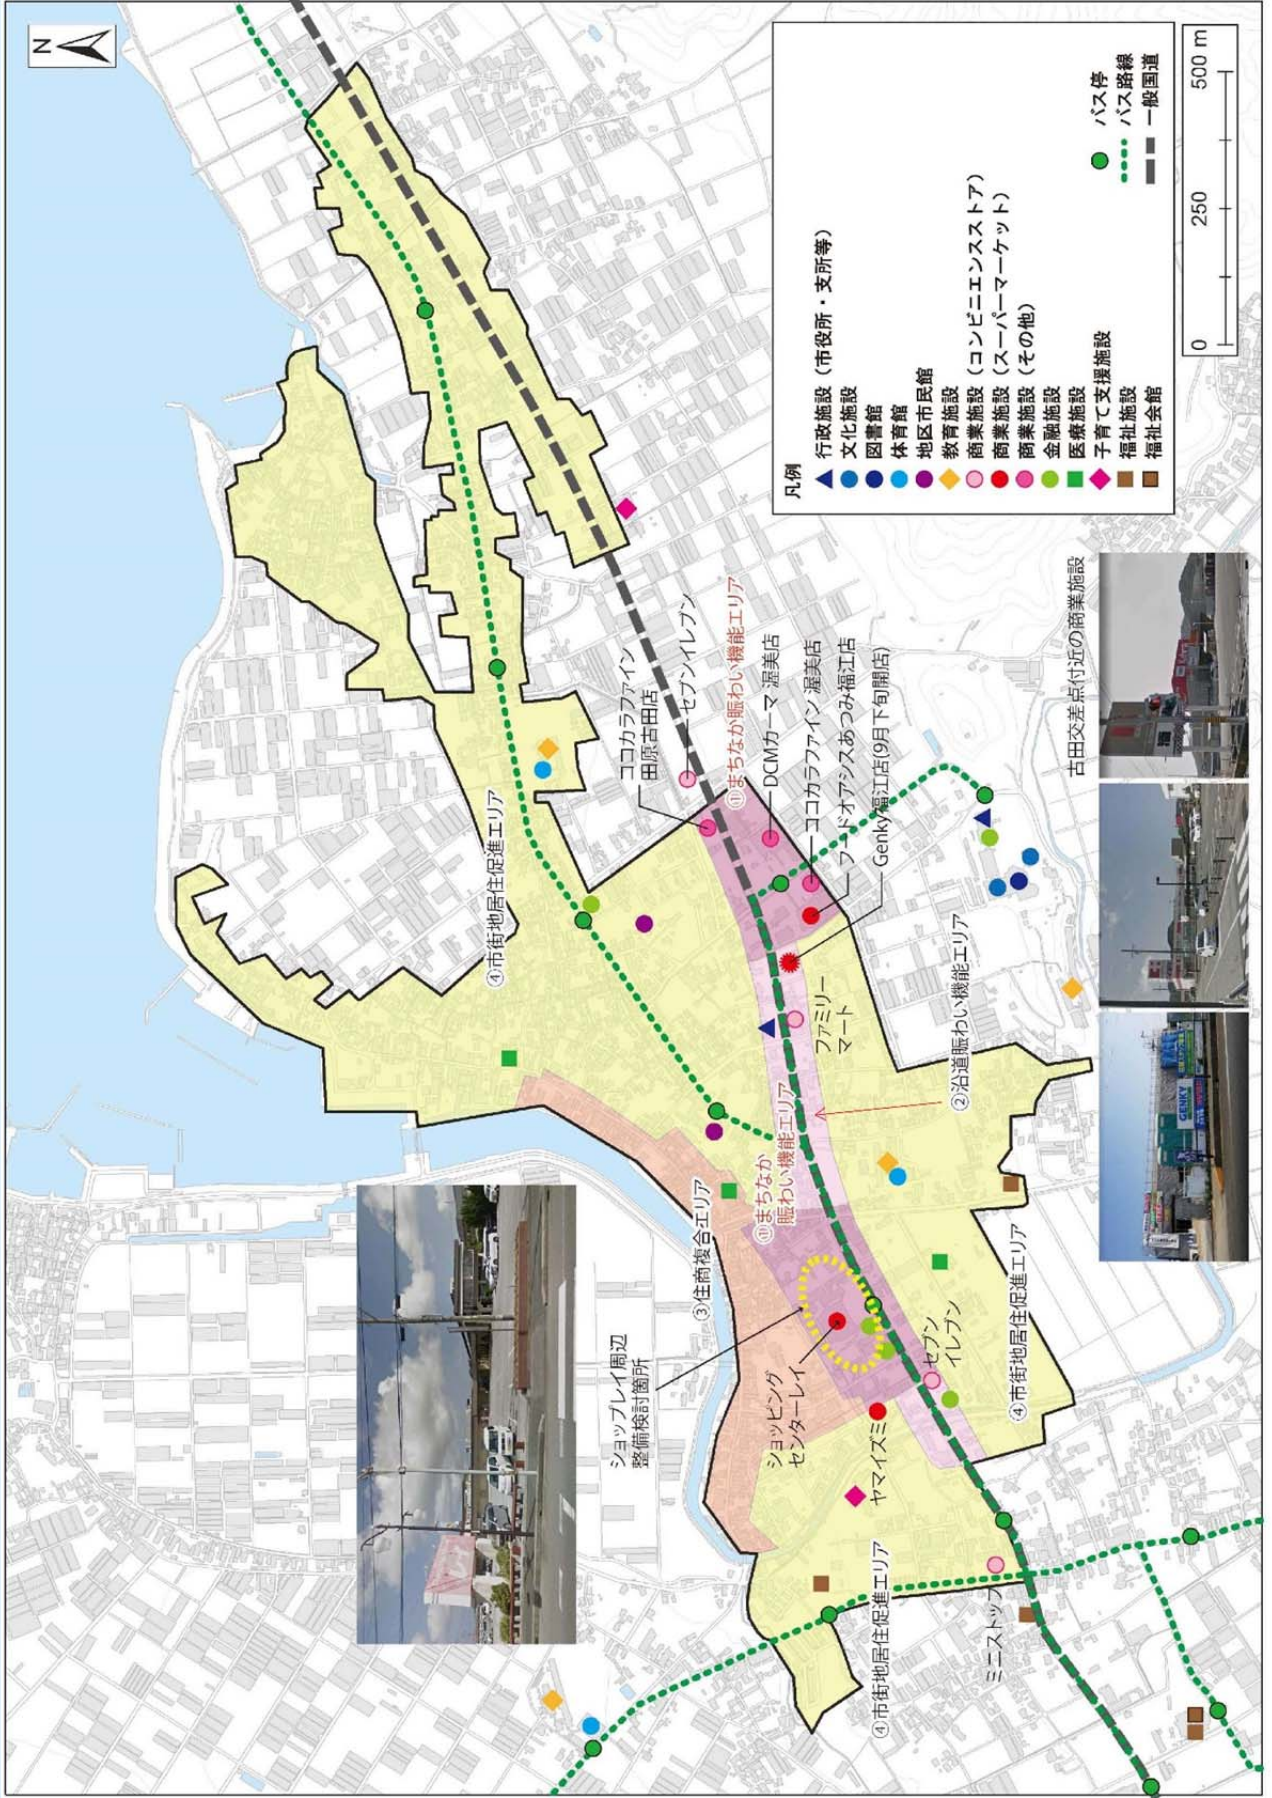 N
④市街地居住促進エリア
ココカラファイン
田原古田店
セブンイレブン
①まちなか賑わい機能エリア
DCMカーマ 渥美店
ココカラファイン 渥美店
フードオアシスあつみ福江店
Genky福江店(9月下旬開店)
ファミリー
マート
②沿道賑わい機能エリア
①まちなか
賑わい機能エリア
③住商複合エリア
ショップレイ周辺
整備検討箇所
ショッピング
センターレイ
ヤマイズミ
セブン
イレブン
④市街地居住促進エリア
④市街地居住促進エリア
ミニストップ
古田交差点付近の商業施設
GENKY
凡例
行政施設（市役所・支所等）
文化施設
図書館
体育館
地区市民館
教育施設
商業施設（コンビニエンスストア）
商業施設（スーパーマーケット）
商業施設（その他）
金融施設
医療施設
子育て支援施設
福祉施設
福祉会館
バス停
バス路線
一般国道
0 250 500 m